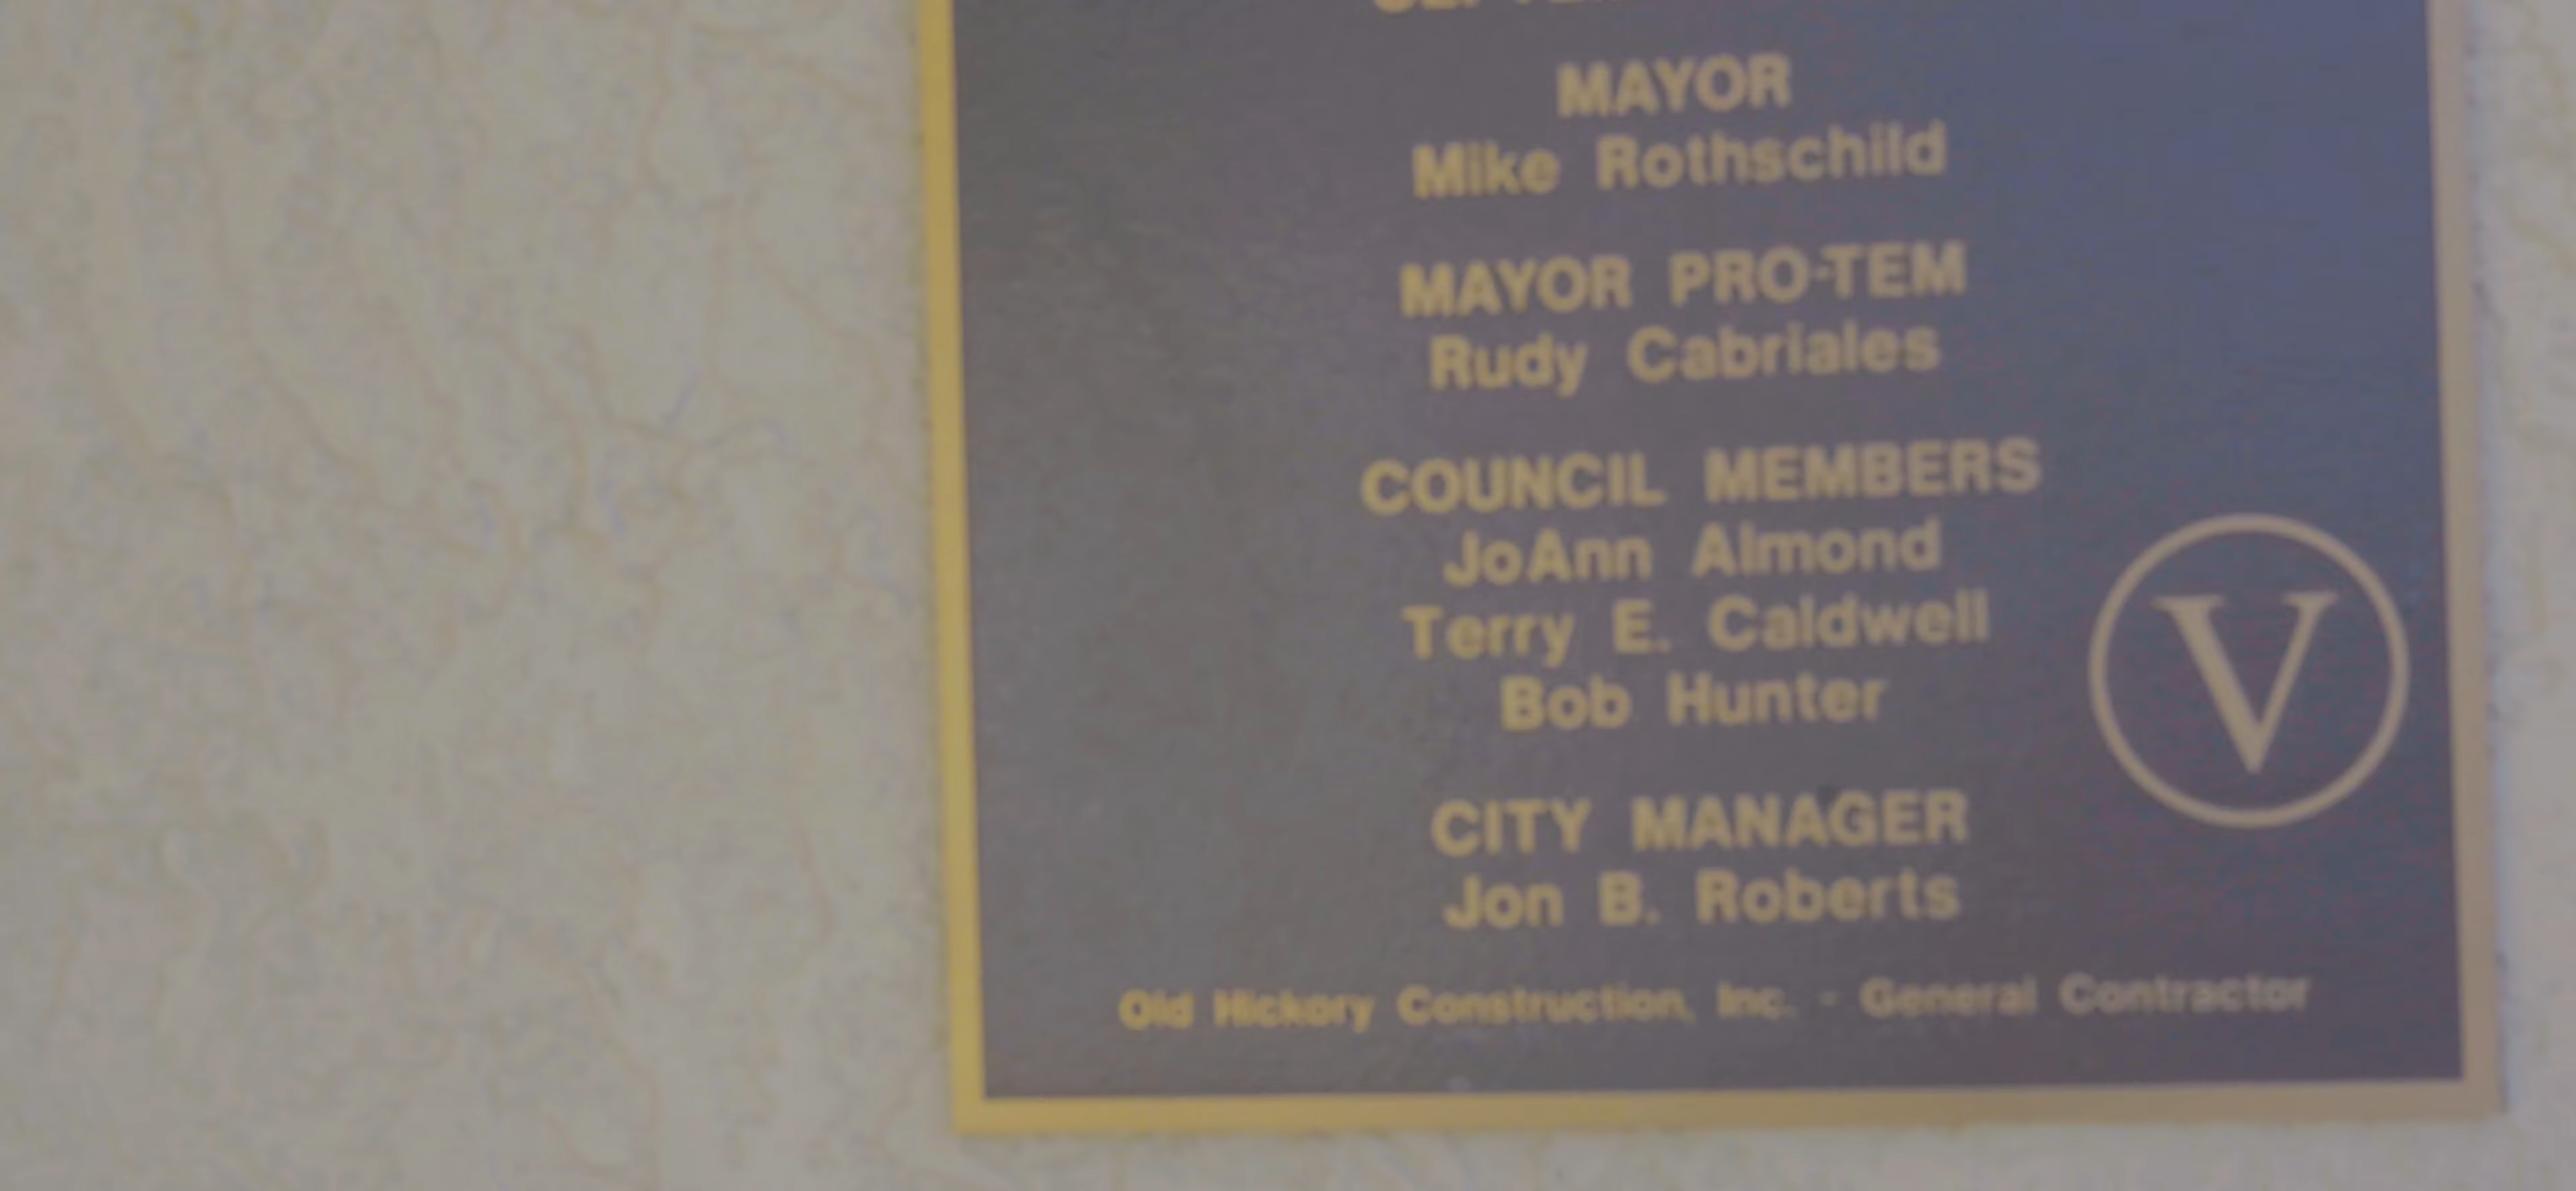 MAYOR
Mike Rothschild
MAYOR PRO-TEM
Rudy Cabriales
COUNCIL MEMBERS
JoAnn Almond
Terry E. Caldwell
Bob Hunter
V
CITY MANAGER
Jon B. Roberts
Old Hickory Construction, Inc. - General Contractor